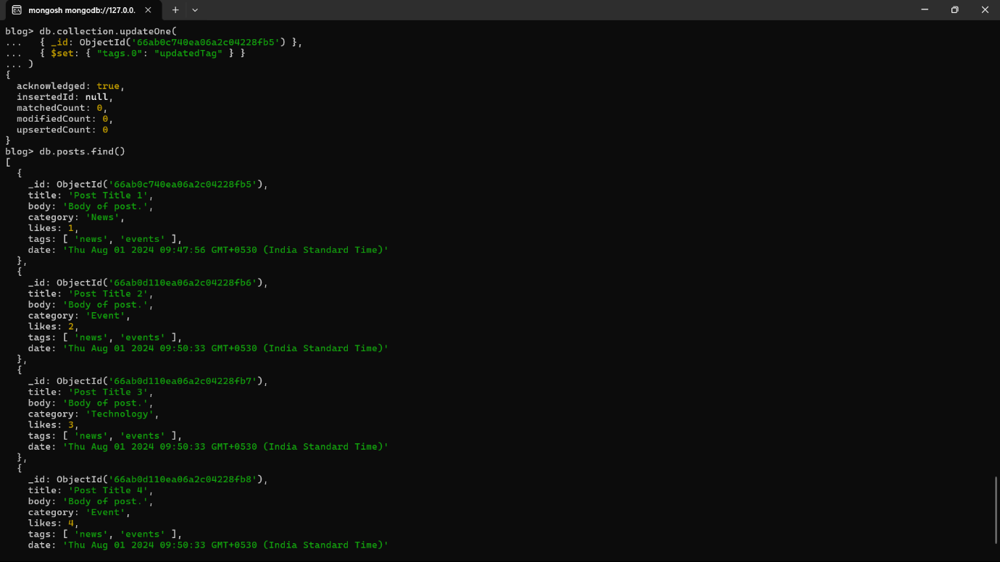 mongosh mongodb://127.0.0.
blog> db.collection.updateOne(
...   { _id: ObjectId('66ab0c740ea06a2c04228fb5') },
...   { $set: { "tags.0": "updatedTag" } }
... )
{
  acknowledged: true,
  insertedId: null,
  matchedCount: 0,
  modifiedCount: 0,
  upsertedCount: 0
}
blog> db.posts.find()
[
  {
    _id: ObjectId('66ab0c740ea06a2c04228fb5'),
    title: 'Post Title 1',
    body: 'Body of post.',
    category: 'News',
    likes: 1,
    tags: [ 'news', 'events' ],
    date: 'Thu Aug 01 2024 09:47:56 GMT+0530 (India Standard Time)'
  },
  {
    _id: ObjectId('66ab0d110ea06a2c04228fb6'),
    title: 'Post Title 2',
    body: 'Body of post.',
    category: 'Event',
    likes: 2,
    tags: [ 'news', 'events' ],
    date: 'Thu Aug 01 2024 09:50:33 GMT+0530 (India Standard Time)'
  },
  {
    _id: ObjectId('66ab0d110ea06a2c04228fb7'),
    title: 'Post Title 3',
    body: 'Body of post.',
    category: 'Technology',
    likes: 3,
    tags: [ 'news', 'events' ],
    date: 'Thu Aug 01 2024 09:50:33 GMT+0530 (India Standard Time)'
  },
  {
    _id: ObjectId('66ab0d110ea06a2c04228fb8'),
    title: 'Post Title 4',
    body: 'Body of post.',
    category: 'Event',
    likes: 4,
    tags: [ 'news', 'events' ],
    date: 'Thu Aug 01 2024 09:50:33 GMT+0530 (India Standard Time)'